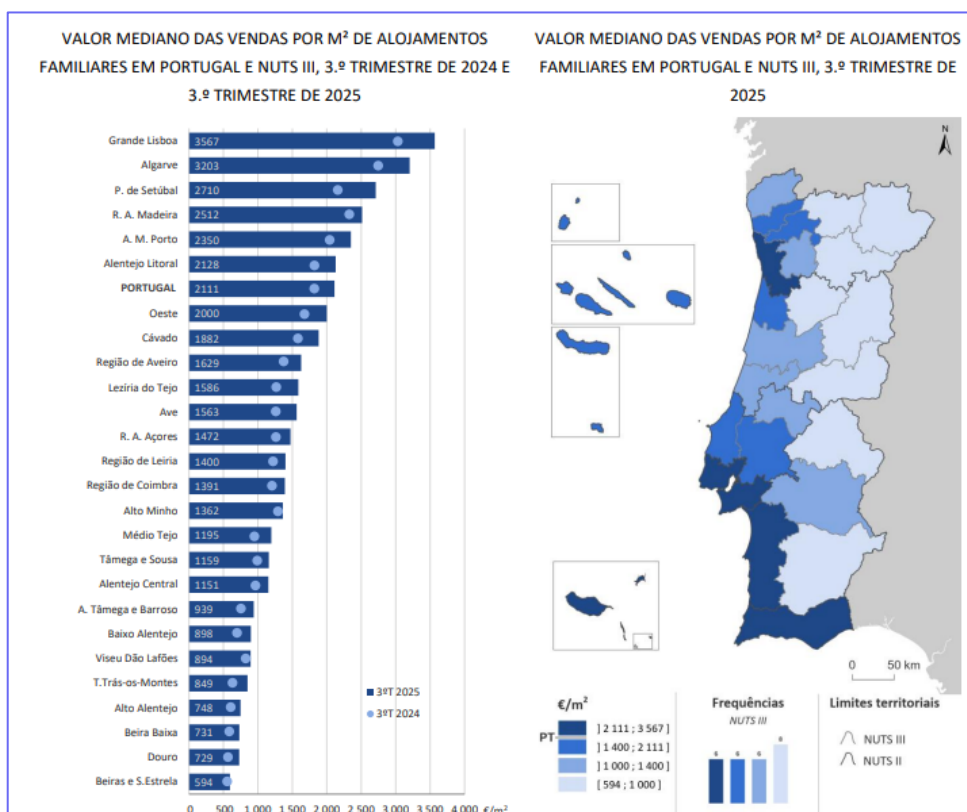 VALOR MEDIANO DAS VENDAS POR M² DE ALOJAMENTOS
FAMILIARES EM PORTUGAL E NUTS III, 3.º TRIMESTRE DE 2024 E
3.º TRIMESTRE DE 2025
Grande Lisboa 3567
Algarve 3203
P. de Setúbal 2710
R. A. Madeira 2512
A. M. Porto 2350
Alentejo Litoral 2128
PORTUGAL 2111
Oeste 2000
Cávado 1882
Região de Aveiro 1629
Lezíria do Tejo 1586
Ave 1563
R. A. Açores 1472
Região de Leiria 1400
Região de Coimbra 1391
Alto Minho 1362
Médio Tejo 1195
Tâmega e Sousa 1159
Alentejo Central 1151
A. Tâmega e Barroso 939
Baixo Alentejo 898
Viseu Dão Lafões 894
T.Trás-os-Montes 849
Alto Alentejo 748
Beira Baixa 731
Douro 729
Beiras e S.Estrela 594
3ºT 2025
3ºT 2024
0 500 1 000 1 500 2 000 2 500 3 000 3 500 4 000 €/m²
VALOR MEDIANO DAS VENDAS POR M² DE ALOJAMENTOS
FAMILIARES EM PORTUGAL E NUTS III, 3.º TRIMESTRE DE
2025
N
0 50 km
€/m²
PT
] 2 111 ; 3 567 ]
] 1 400 ; 2 111 ]
] 1 000 ; 1 400 ]
[ 594 ; 1 000 ]
Frequências
NUTS III
6 6 6 8
Limites territoriais
NUTS III
NUTS II